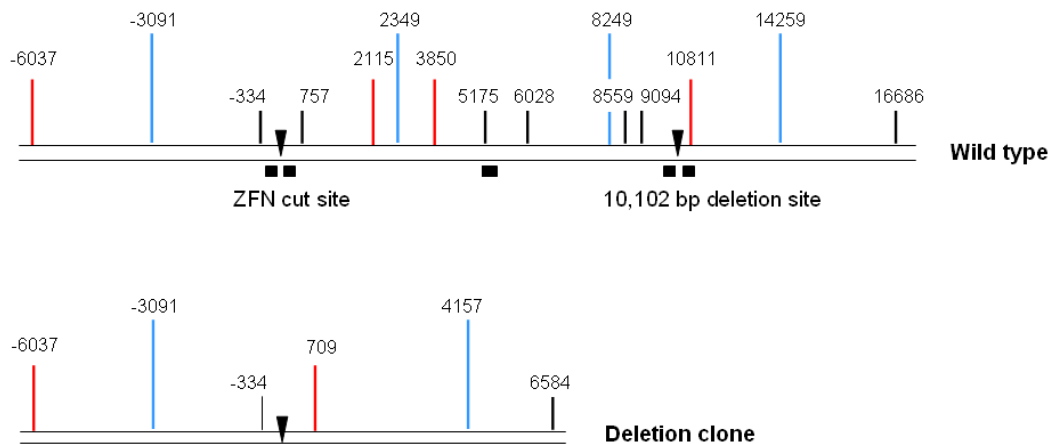 -3091 2349 8249 14259
-6037 2115 3850 10811
-334 757 5175 6028 8559 9094 16686
Wild type
ZFN cut site 10,102 bp deletion site
-3091 4157
-6037 709
-334 6584
Deletion clone